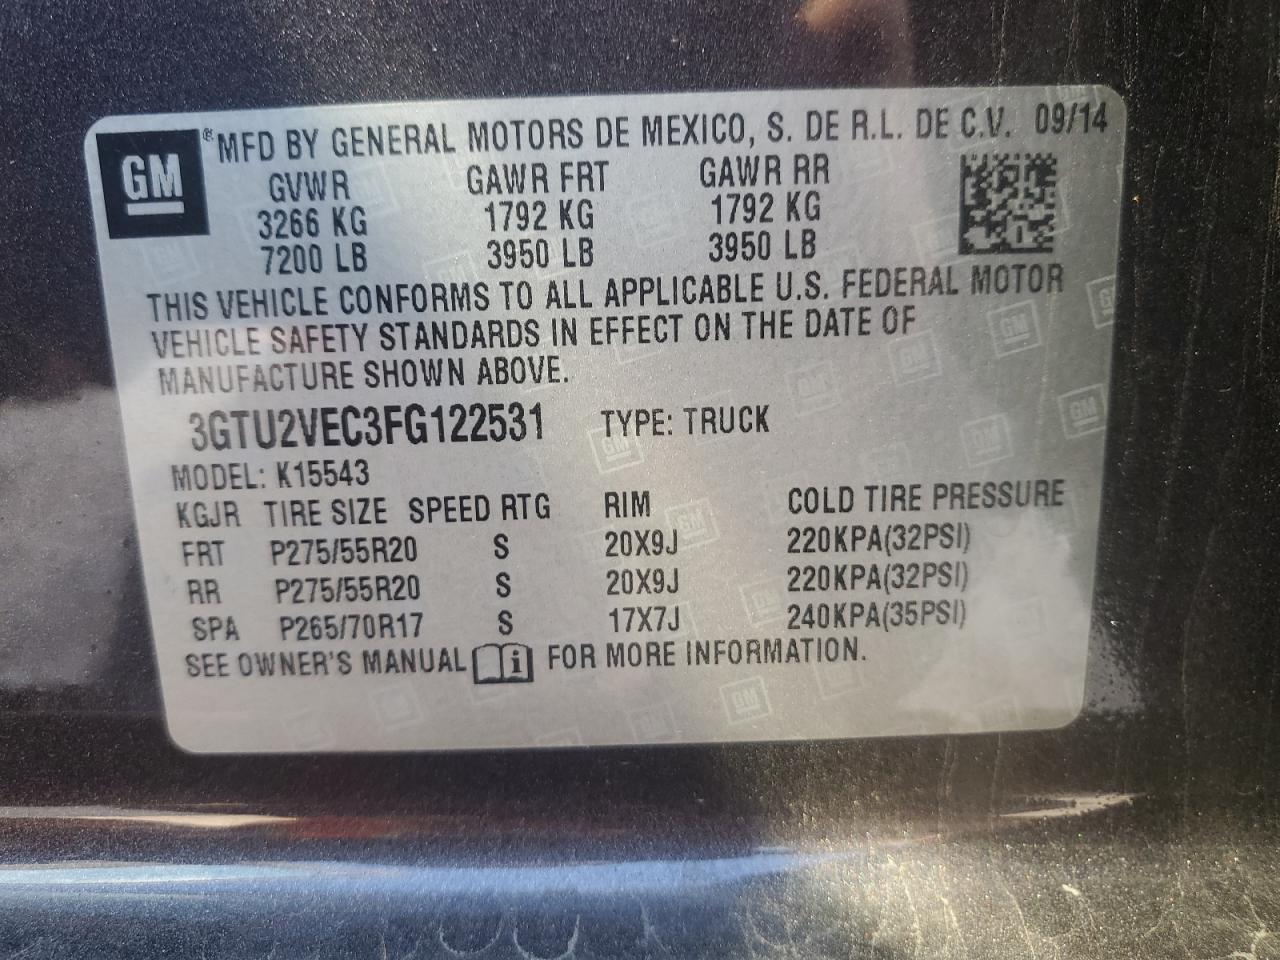 GM ® MFD BY GENERAL MOTORS DE MEXICO, S. DE R.L. DE C.V. 09/14
GVWR GAWR FRT GAWR RR
3266 KG 1792 KG 1792 KG
7200 LB 3950 LB 3950 LB
THIS VEHICLE CONFORMS TO ALL APPLICABLE U.S. FEDERAL MOTOR
VEHICLE SAFETY STANDARDS IN EFFECT ON THE DATE OF
MANUFACTURE SHOWN ABOVE.
3GTU2VEC3FG122531 TYPE: TRUCK
MODEL: K15543
KGJR TIRE SIZE SPEED RTG RIM COLD TIRE PRESSURE
FRT P275/55R20 S 20X9J 220KPA(32PSI)
RR P275/55R20 S 20X9J 220KPA(32PSI)
SPA P265/70R17 S 17X7J 240KPA(35PSI)
SEE OWNER'S MANUAL i FOR MORE INFORMATION.